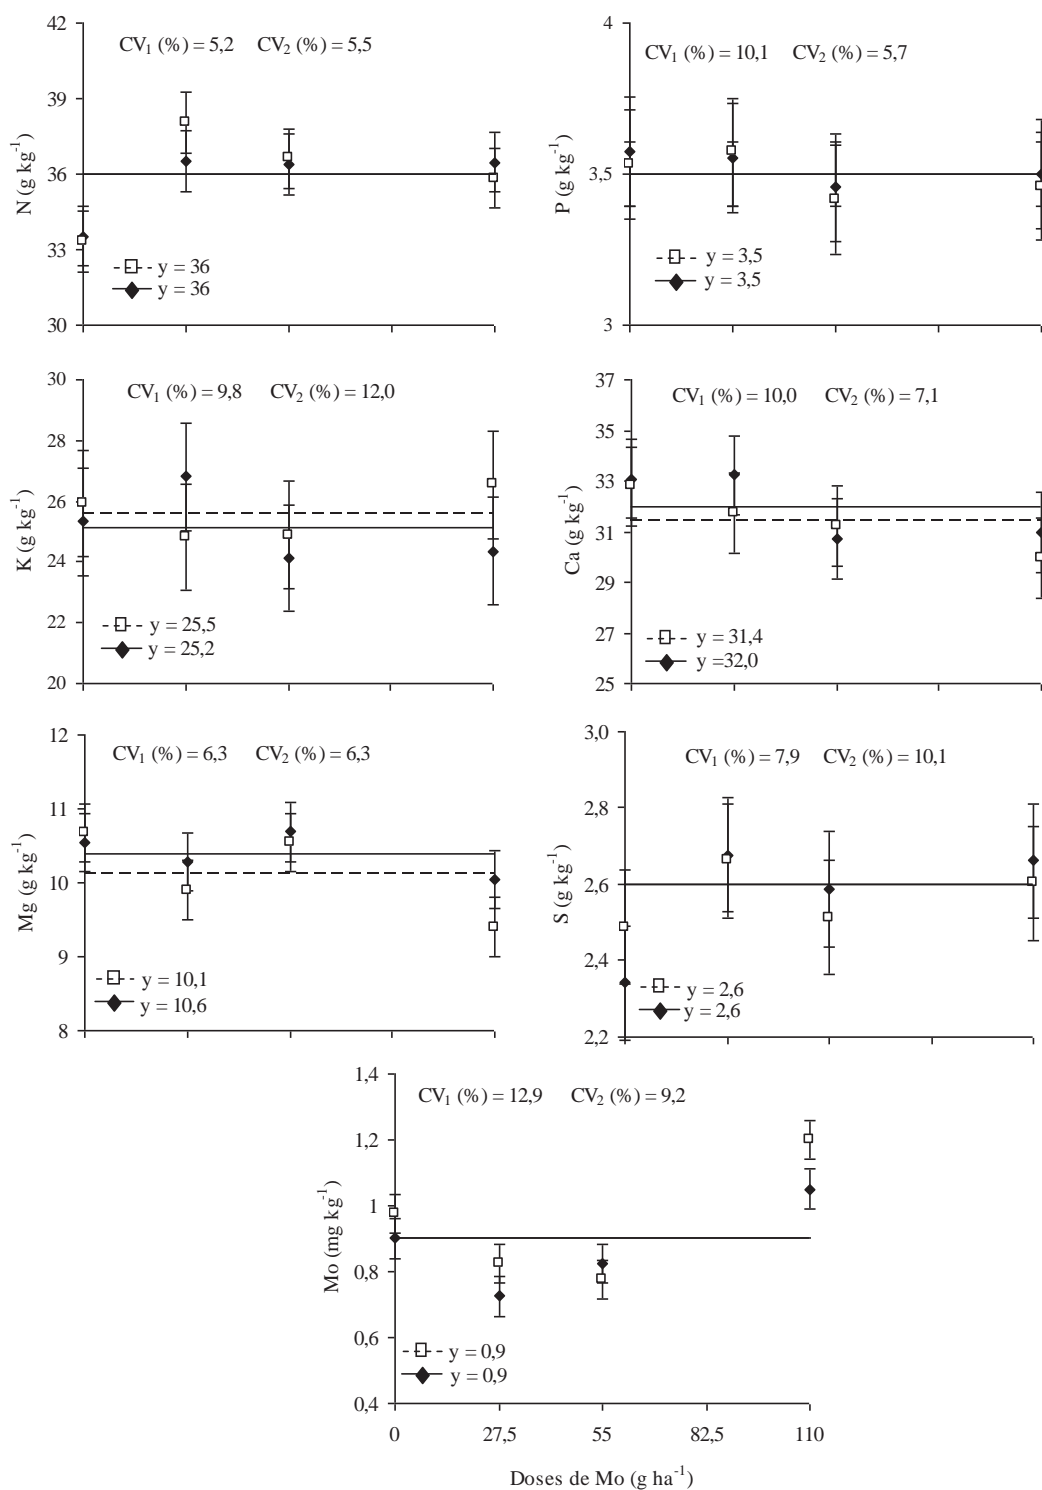 CV₁ (%) = 5,2 CV₂ (%) = 5,5
42
39
36
33
30
N (g kg⁻¹)
y = 36
y = 36
CV₁ (%) = 10,1 CV₂ (%) = 5,7
4
3,5
3
P (g kg⁻¹)
y = 3,5
y = 3,5
CV₁ (%) = 9,8 CV₂ (%) = 12,0
30
28
26
24
22
20
K (g kg⁻¹)
y = 25,5
y = 25,2
CV₁ (%) = 10,0 CV₂ (%) = 7,1
37
35
33
31
29
27
25
Ca (g kg⁻¹)
y = 31,4
y =32,0
CV₁ (%) = 6,3 CV₂ (%) = 6,3
12
11
10
9
8
Mg (g kg⁻¹)
y = 10,1
y = 10,6
CV₁ (%) = 7,9 CV₂ (%) = 10,1
3,0
2,8
2,6
2,4
2,2
S (g kg⁻¹)
y = 2,6
y = 2,6
CV₁ (%) = 12,9 CV₂ (%) = 9,2
1,4
1,2
1
0,8
0,6
0,4
Mo (mg kg⁻¹)
y = 0,9
y = 0,9
0 27,5 55 82,5 110
Doses de Mo (g ha⁻¹)